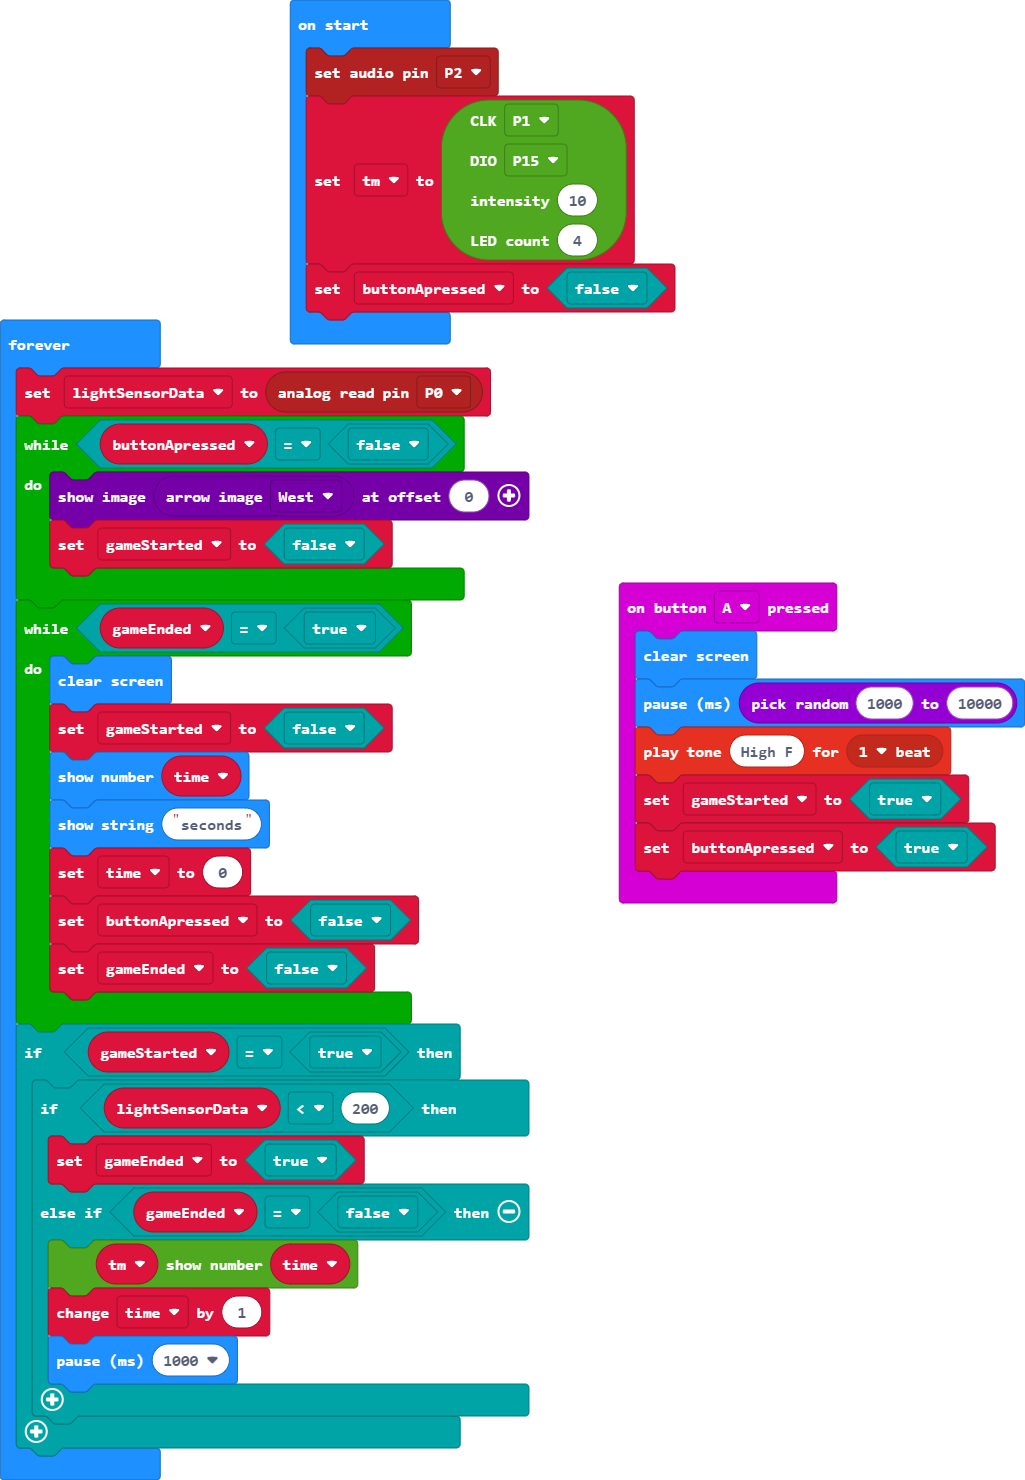 on start
set audio pin P2
CLK P1
DIO P15
set tm to
intensity 10
LED count 4
set buttonApressed to false
forever
set lightSensorData to analog read pin P0
while buttonApressed = false
do
show image arrow image West at offset 0
set gameStarted to false
while gameEnded = true
do
clear screen
set gameStarted to false
show number time
show string "seconds"
set time to 0
set buttonApressed to false
set gameEnded to false
if gameStarted = true then
if lightSensorData < 200 then
set gameEnded to true
else if gameEnded = false then
tm show number time
change time by 1
pause (ms) 1000
on button A pressed
clear screen
pause (ms) pick random 1000 to 10000
play tone High F for 1 beat
set gameStarted to true
set buttonApressed to true